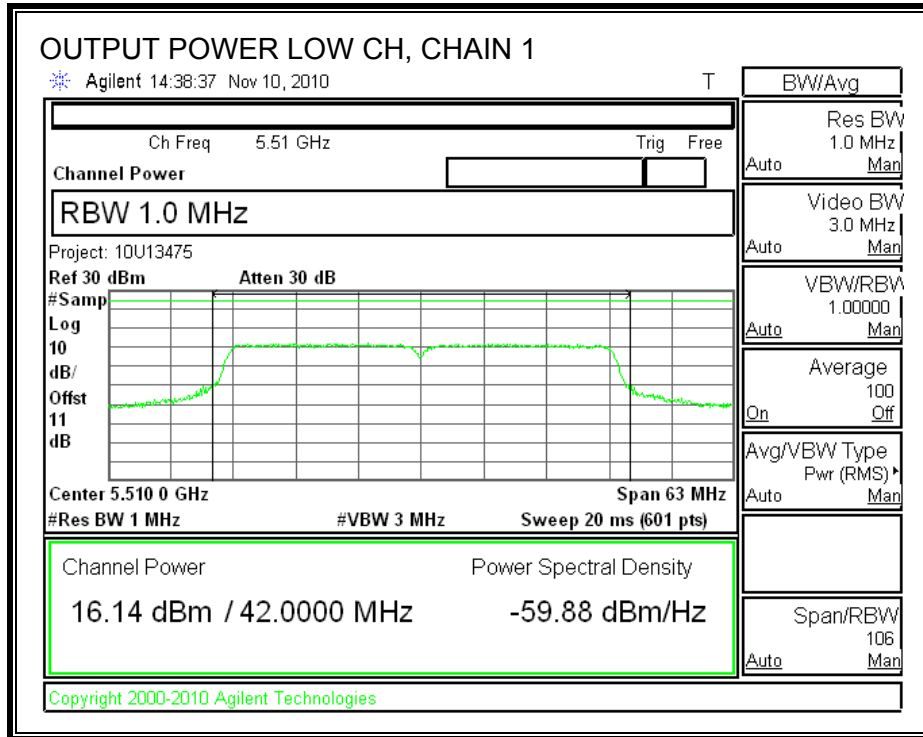 OUTPUT POWER LOW CH, CHAIN 1
Agilent 14:38:37 Nov 10, 2010 T
BW/Avg
Ch Freq 5.51 GHz Trig Free
Channel Power
RBW 1.0 MHz
Project: 10U13475
Ref 30 dBm Atten 30 dB
#Samp
Log
10
dB/
Offst
11
dB
Center 5.510 0 GHz Span 63 MHz
#Res BW 1 MHz #VBW 3 MHz Sweep 20 ms (601 pts)
Channel Power Power Spectral Density
16.14 dBm / 42.0000 MHz -59.88 dBm/Hz
Copyright 2000-2010 Agilent Technologies
Res BW
1.0 MHz
Auto Man
Video BW
3.0 MHz
Auto Man
VBW/RBW
1.00000
Auto Man
Average
100
On Off
Avg/VBW Type
Pwr (RMS)
Auto Man
Span/RBW
106
Auto Man